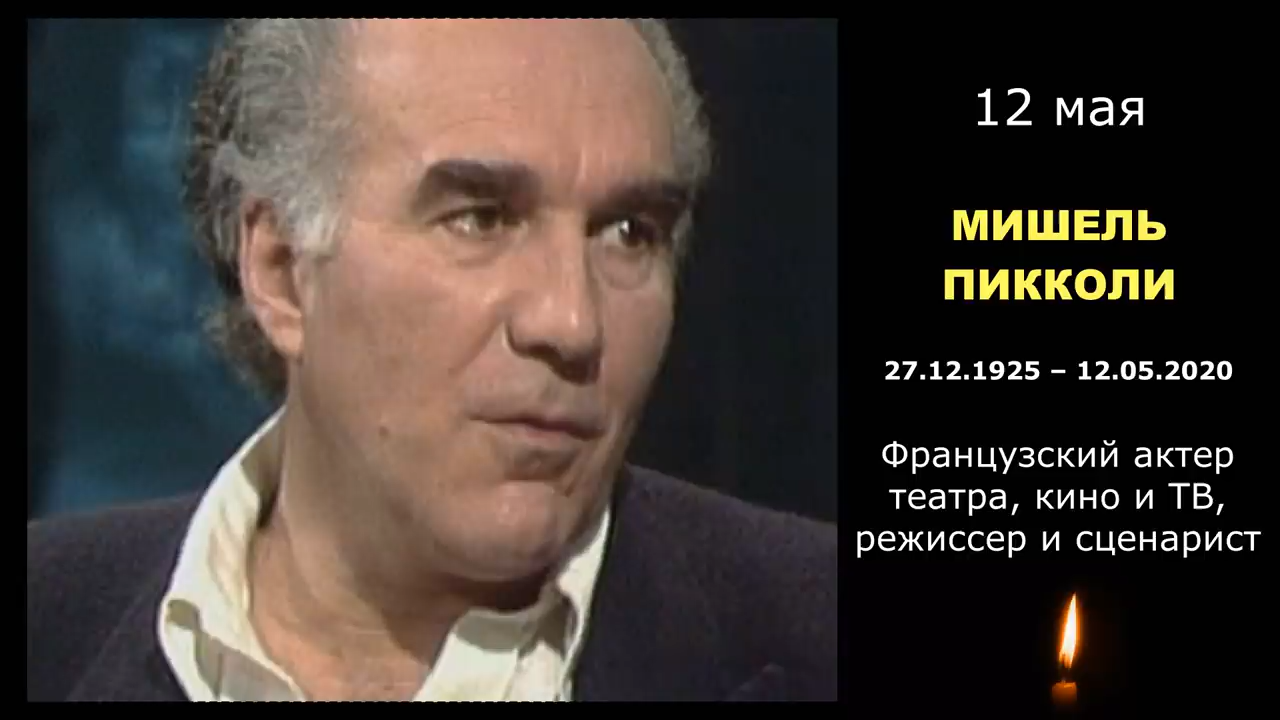 12 мая
МИШЕЛЬ
ПИККОЛИ
27.12.1925 – 12.05.2020
Французский актер
театра, кино и ТВ,
режиссер и сценарист